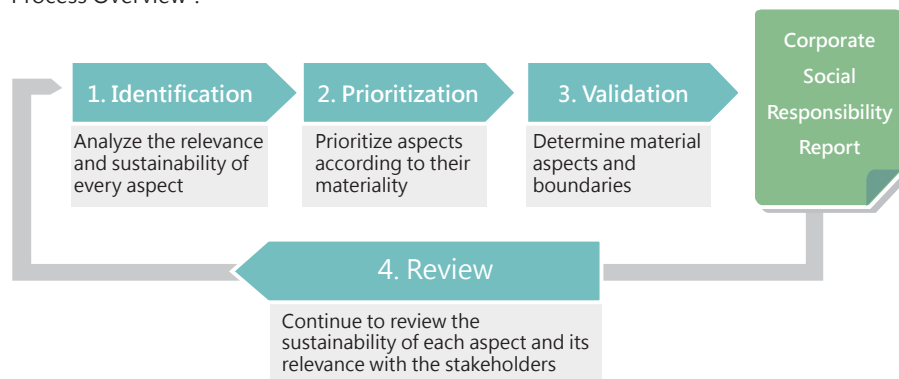 Process Overview :
1. Identification
Analyze the relevance
and sustainability of
every aspect
2. Prioritization
Prioritize aspects
according to their
materiality
3. Validation
Determine material
aspects and
boundaries
Corporate
Social
Responsibility
Report
4. Review
Continue to review the
sustainability of each aspect and its
relevance with the stakeholders